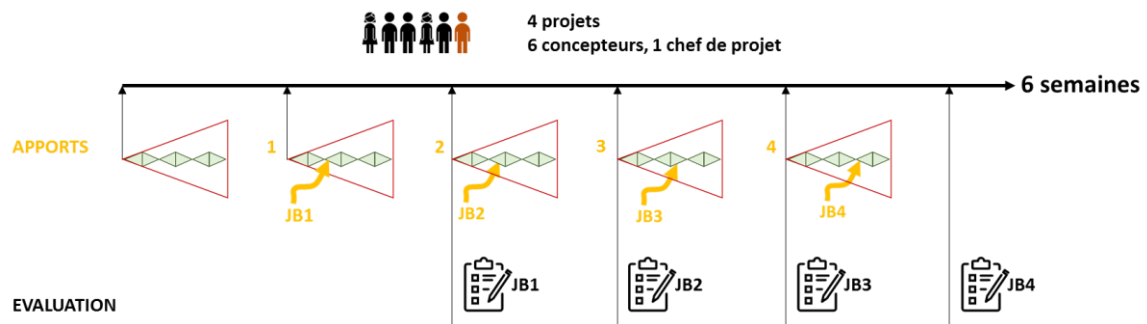 4 projets
6 concepteurs, 1 chef de projet
6 semaines
APPORTS
1
2
3
4
JB1
JB2
JB3
JB4
JB1
JB2
JB3
JB4
EVALUATION